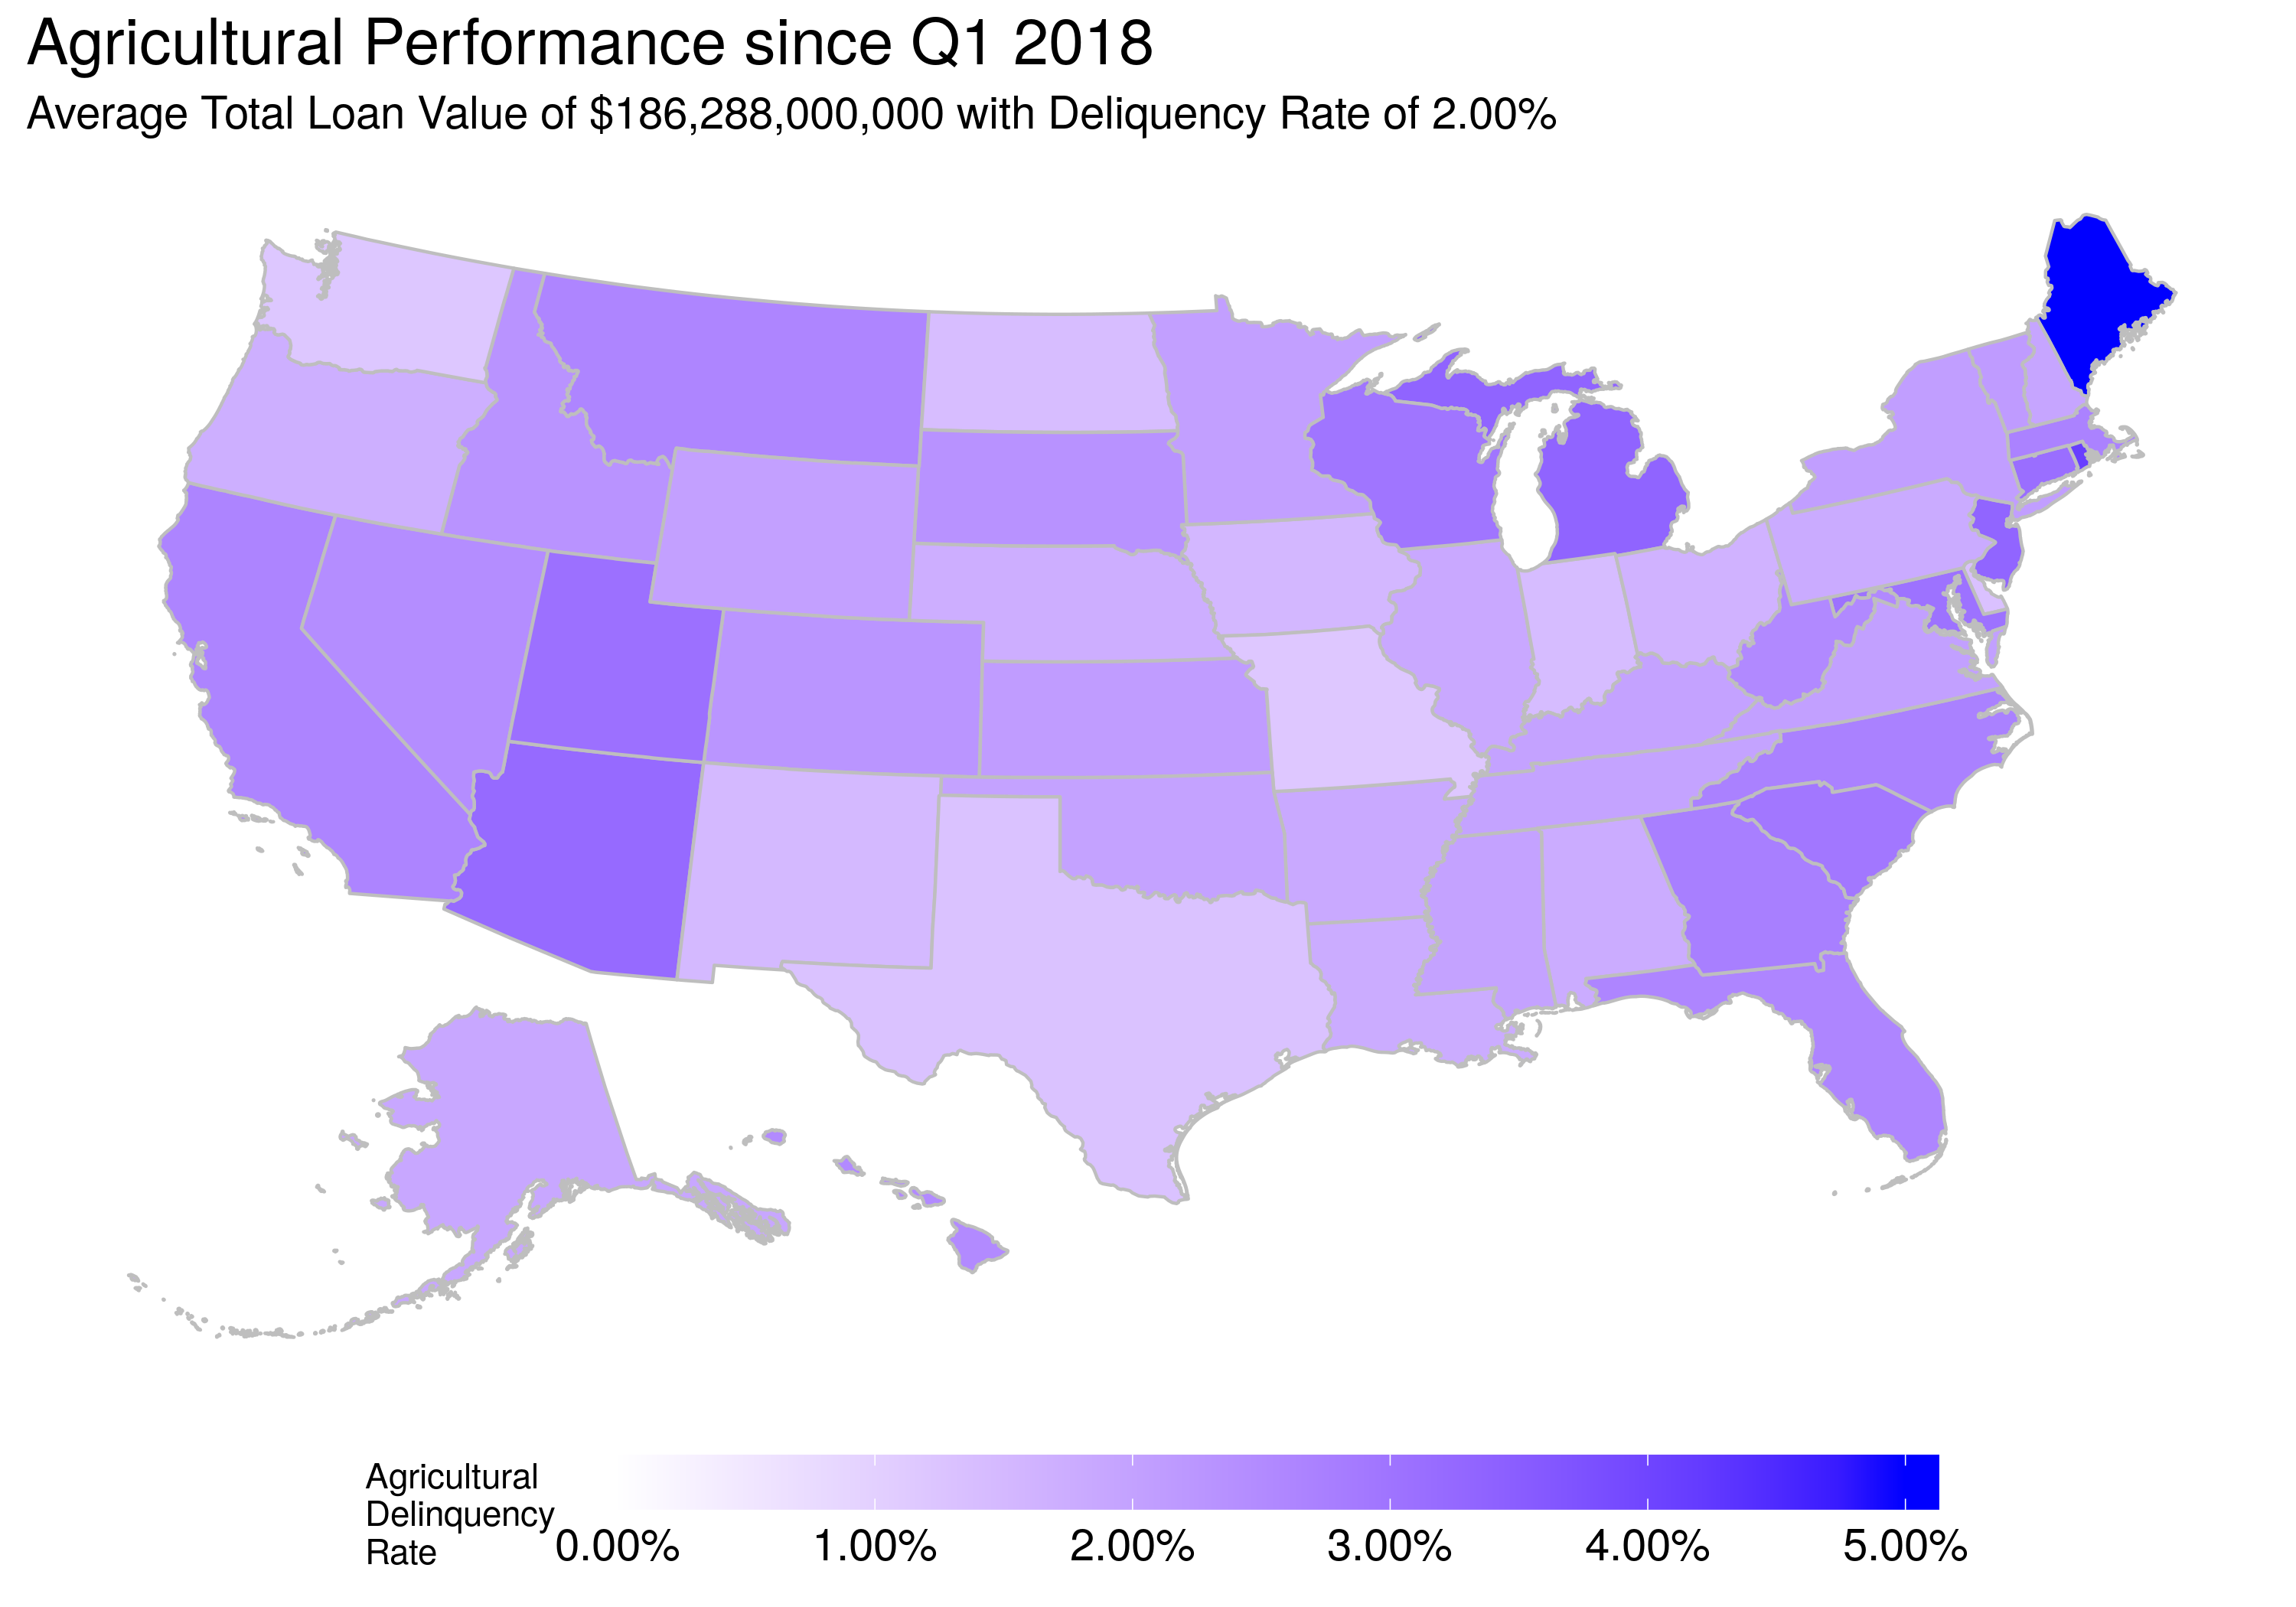 Agricultural Performance since Q1 2018
Average Total Loan Value of $186,288,000,000 with Deliquency Rate of 2.00%
Agricultural
Delinquency
Rate
0.00% 1.00% 2.00% 3.00% 4.00% 5.00%